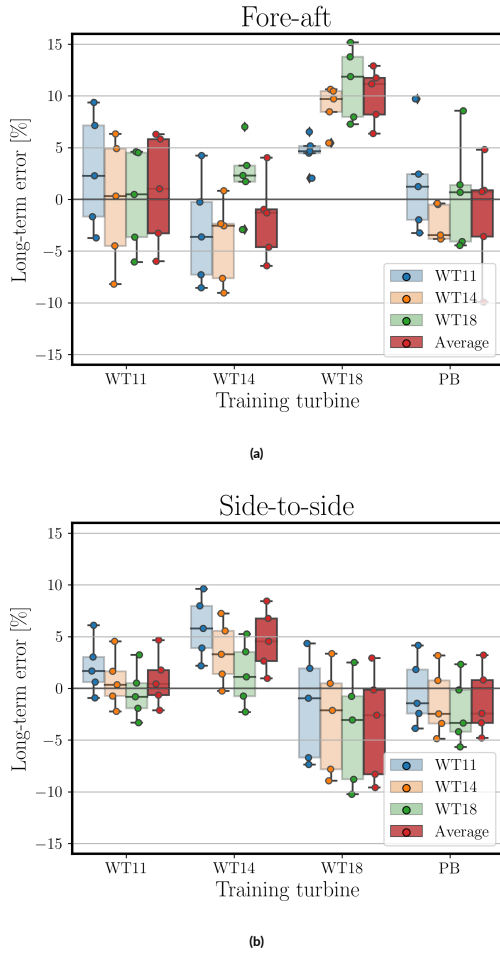 Fore-aft
Long-term error [%]
15
10
5
0
−5
−10
−15
WT11
WT14
WT18
Average
WT11
WT14
WT18
PB
Training turbine
(a)
Side-to-side
Long-term error [%]
15
10
5
0
−5
−10
−15
WT11
WT14
WT18
Average
WT11
WT14
WT18
PB
Training turbine
(b)